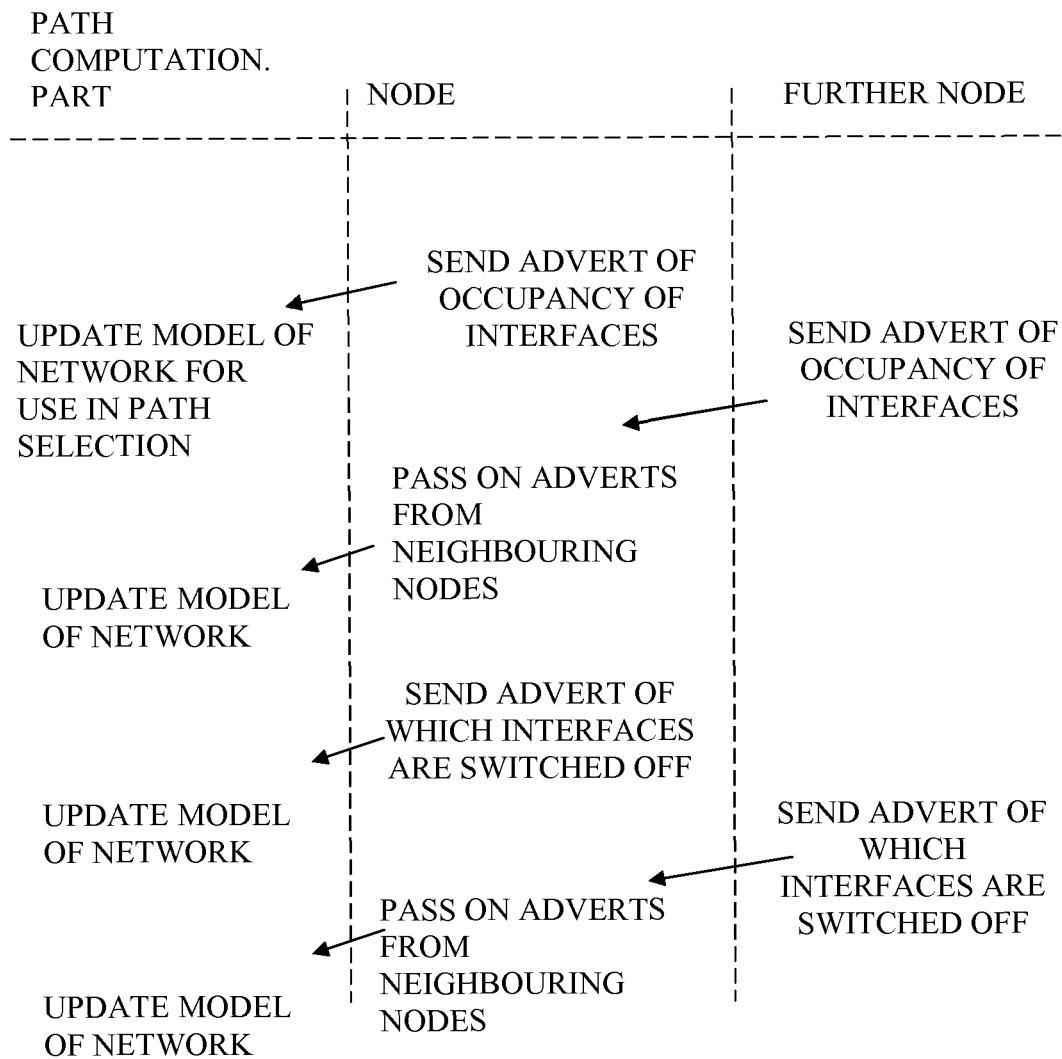 PATH
COMPUTATION.
PART
NODE
FURTHER NODE
SEND ADVERT OF
OCCUPANCY OF
INTERFACES
UPDATE MODEL OF
NETWORK FOR
USE IN PATH
SELECTION
SEND ADVERT OF
OCCUPANCY OF
INTERFACES
PASS ON ADVERTS
FROM
NEIGHBOURING
NODES
UPDATE MODEL
OF NETWORK
SEND ADVERT OF
WHICH INTERFACES
ARE SWITCHED OFF
UPDATE MODEL
OF NETWORK
SEND ADVERT OF
WHICH
INTERFACES ARE
SWITCHED OFF
PASS ON ADVERTS
FROM
NEIGHBOURING
NODES
UPDATE MODEL
OF NETWORK